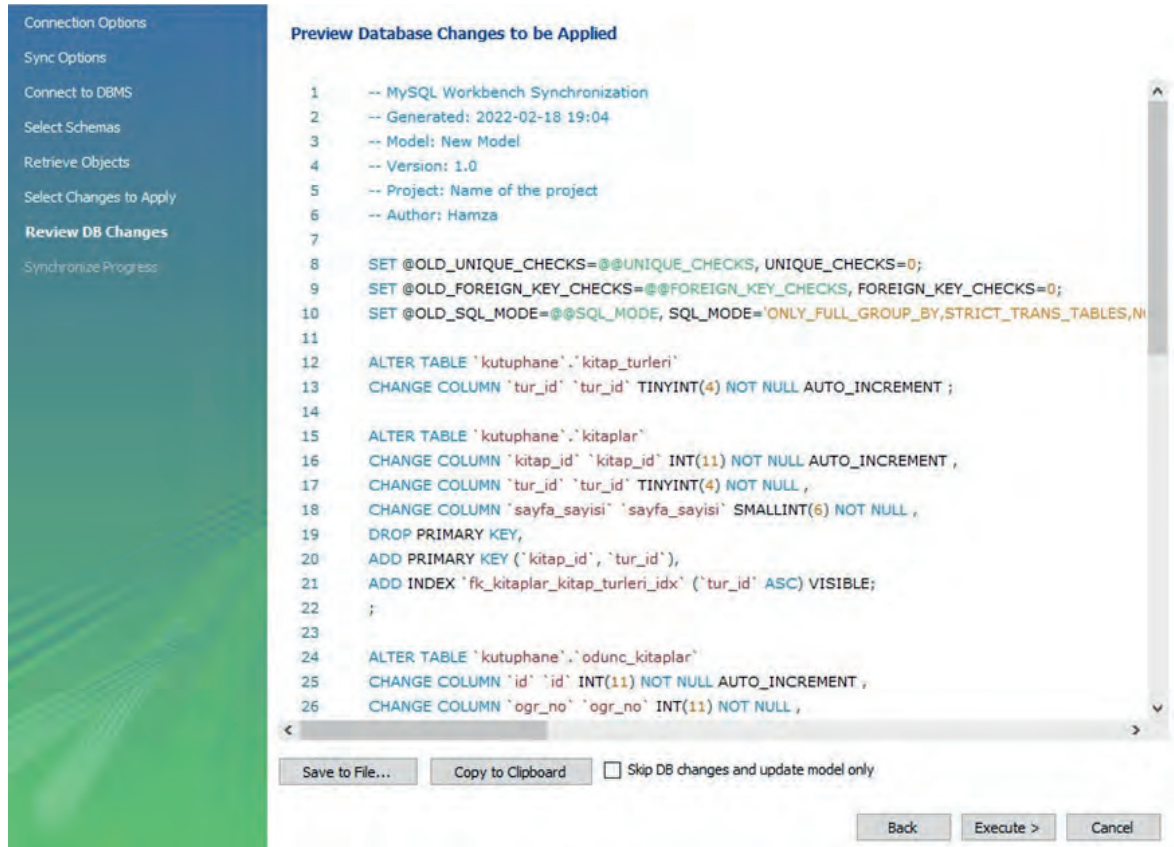 Connection Options
Sync Options
Connect to DBMS
Select Schemas
Retrieve Objects
Select Changes to Apply
Review DB Changes
Synchronize Progress
Preview Database Changes to be Applied
1 -- MySQL Workbench Synchronization
2 -- Generated: 2022-02-18 19:04
3 -- Model: New Model
4 -- Version: 1.0
5 -- Project: Name of the project
6 -- Author: Hamza
7
8 SET @OLD_UNIQUE_CHECKS=@@UNIQUE_CHECKS, UNIQUE_CHECKS=0;
9 SET @OLD_FOREIGN_KEY_CHECKS=@@FOREIGN_KEY_CHECKS, FOREIGN_KEY_CHECKS=0;
10 SET @OLD_SQL_MODE=@@SQL_MODE, SQL_MODE='ONLY_FULL_GROUP_BY,STRICT_TRANS_TABLES,N
11
12 ALTER TABLE `kutuphane`.`kitap_turleri`
13 CHANGE COLUMN `tur_id` `tur_id` TINYINT(4) NOT NULL AUTO_INCREMENT ;
14
15 ALTER TABLE `kutuphane`.`kitaplar`
16 CHANGE COLUMN `kitap_id` `kitap_id` INT(11) NOT NULL AUTO_INCREMENT ,
17 CHANGE COLUMN `tur_id` `tur_id` TINYINT(4) NOT NULL ,
18 CHANGE COLUMN `sayfa_sayisi` `sayfa_sayisi` SMALLINT(6) NOT NULL ,
19 DROP PRIMARY KEY,
20 ADD PRIMARY KEY (`kitap_id`, `tur_id`),
21 ADD INDEX `fk_kitaplar_kitap_turleri_idx` (`tur_id` ASC) VISIBLE;
22 ;
23
24 ALTER TABLE `kutuphane`.`odunc_kitaplar`
25 CHANGE COLUMN `id` `id` INT(11) NOT NULL AUTO_INCREMENT ,
26 CHANGE COLUMN `ogr_no` `ogr_no` INT(11) NOT NULL ,
Save to File... Copy to Clipboard Skip DB changes and update model only
Back Execute > Cancel